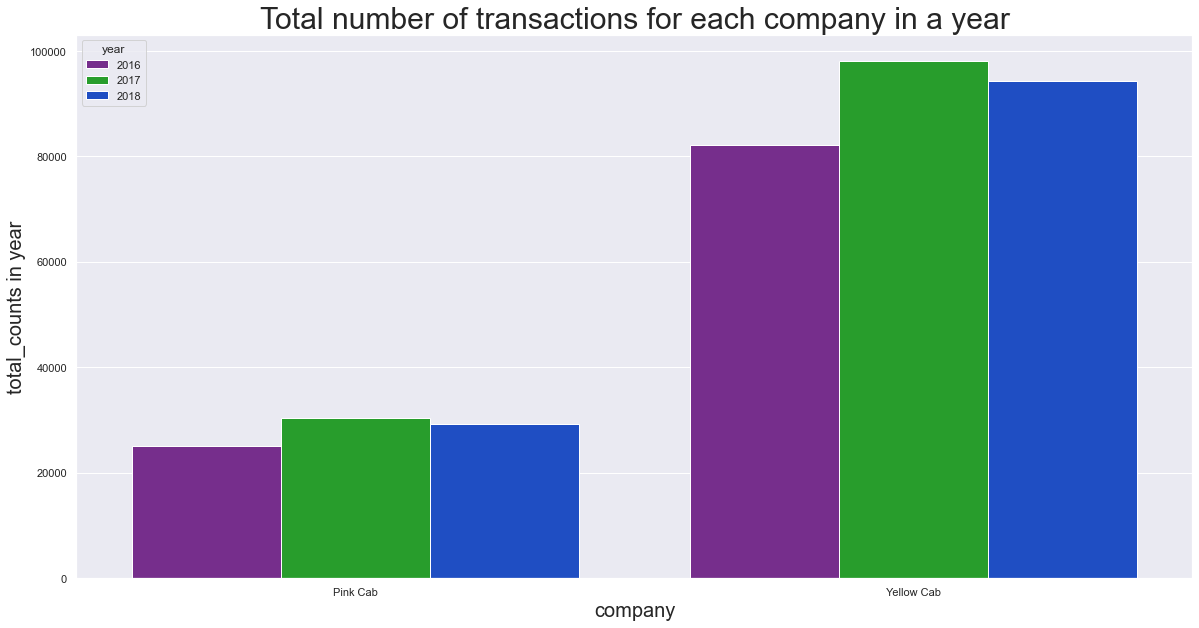 Total number of transactions for each company in a year
year
2016
2017
2018
100000
80000
60000
40000
20000
0
total_counts in year
Pink Cab
Yellow Cab
company